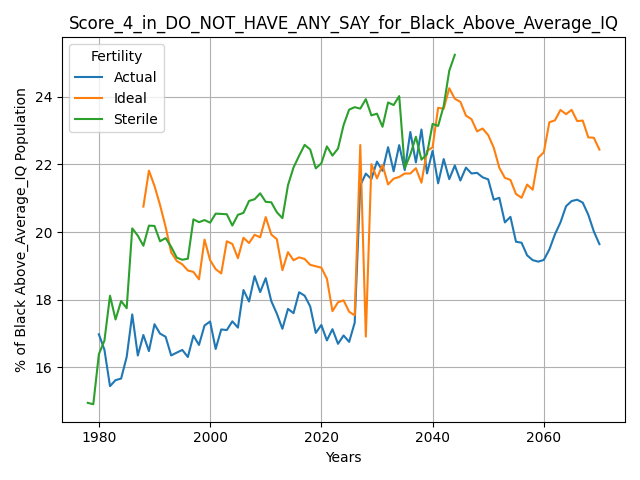 Score_4_in_DO_NOT_HAVE_ANY_SAY_for_Black_Above_Average_IQ
Fertility
Actual
Ideal
Sterile
% of Black Above_Average_IQ Population
24
22
20
18
16
1980
2000
2020
2040
2060
Years